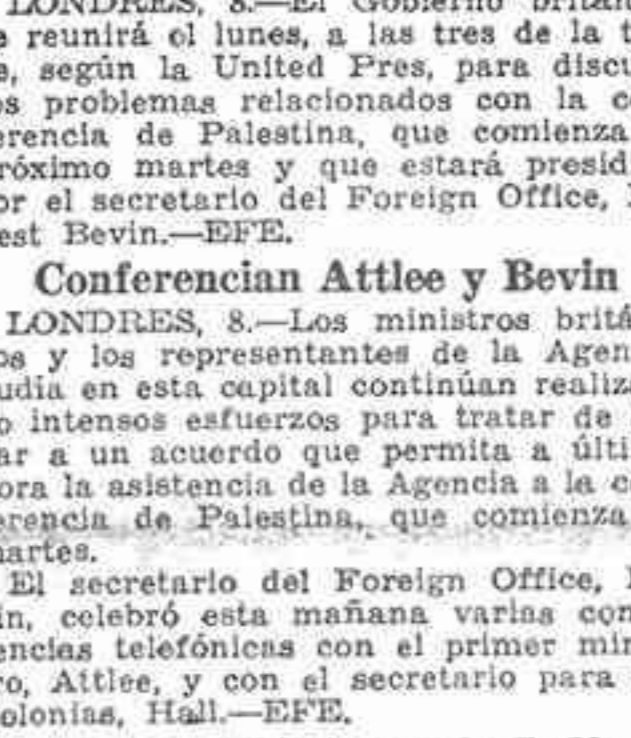 LONDRES, 8.—El Gobierno britán
e reunirá el lunes, a las tres de la t
e, según la United Pres, para discu
os problemas relacionados con la c
erencia de Palestina, que comienza
róximo martes y que estará presid
or el secretario del Foreign Office,
est Bevin.—EFE.
Conferencian Attlee y Bevin
LONDRES, 8.—Los ministros britá
os y los representantes de la Agen
udía en esta capital continúan realiza
o intensos esfuerzos para tratar de
ar a un acuerdo que permita a últi
ora la asistencia de la Agencia a la c
erencia de Palestina, que comienza
artes.
El secretario del Foreign Office,
in, celebró esta mañana varias con
encias telefónicas con el primer min
ro, Attlee, y con el secretario para
olonias, Hall.—EFE.